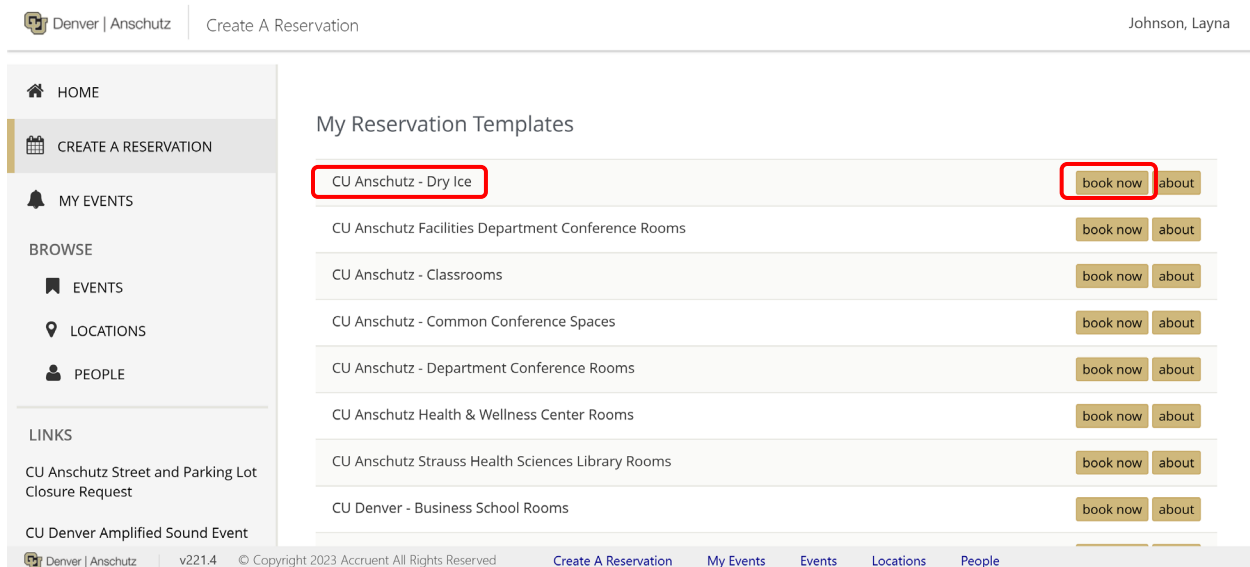 Denver | Anschutz Create A Reservation Johnson, Layna
HOME
CREATE A RESERVATION
MY EVENTS
BROWSE
EVENTS
LOCATIONS
PEOPLE
LINKS
CU Anschutz Street and Parking Lot
Closure Request
CU Denver Amplified Sound Event
My Reservation Templates
CU Anschutz - Dry Ice book now about
CU Anschutz Facilities Department Conference Rooms book now about
CU Anschutz - Classrooms book now about
CU Anschutz - Common Conference Spaces book now about
CU Anschutz - Department Conference Rooms book now about
CU Anschutz Health & Wellness Center Rooms book now about
CU Anschutz Strauss Health Sciences Library Rooms book now about
CU Denver - Business School Rooms book now about
Denver | Anschutz v221.4 © Copyright 2023 Accruent All Rights Reserved Create A Reservation My Events Events Locations People